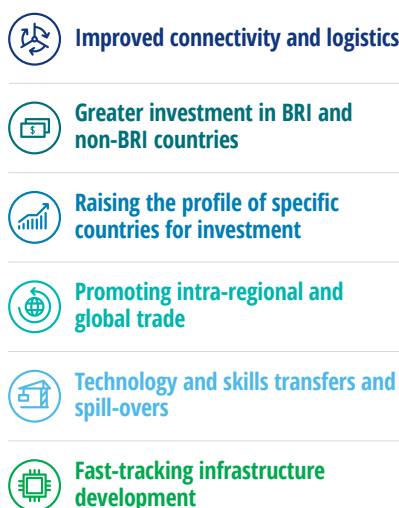 Improved connectivity and logistics
$
Greater investment in BRI and
non-BRI countries
Raising the profile of specific
countries for investment
Promoting intra-regional and
global trade
Technology and skills transfers and
spill-overs
Fast-tracking infrastructure
development